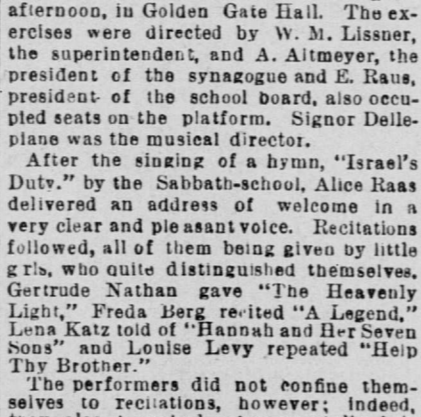 afternoon, in Golden Gate Hall. The ex-
ercises were directed by W. M. Lissner,
the superintendent, and A. Altmeyer, the
president of the synagogue and E. Raus,
president of the school board, also occu-
pied seats on the platform. Signor Delle-
piane was the musical director.
After the singing of a hymn, "Israel's
Duty." by the Sabbath-school, Alice Raas
delivered an address of welcome in a
very clear and pleasant voice. Recitations
followed, all of them being given by little
girls, who quite distinguished themselves.
Gertrude Nathan gave "The Heavenly
Light," Freda Berg recited "A Legend,"
Lena Katz told of "Hannah and Her Seven
Sons" and Louise Levy repeated "Help
Thy Brother."
The performers did not confine them-
selves to recitations, however; indeed,